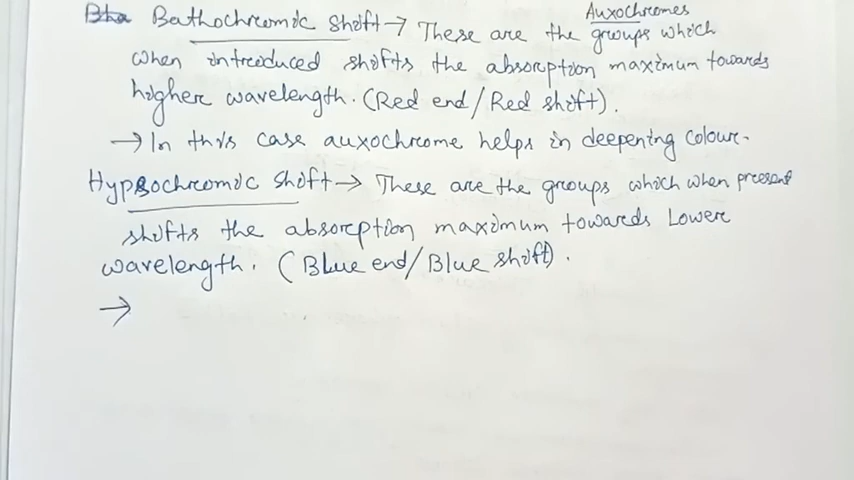 Auxochromes
Bathochromic shift → These are the groups which
when introduced shifts the absorption maximum towards
higher wavelength. (Red end/Red shift).
→ In this case auxochrome helps in deepening colour.
Hypsochromic shift → These are the groups which when present
shifts the absorption maximum towards Lower
wavelength. (Blue end/Blue shift).
→